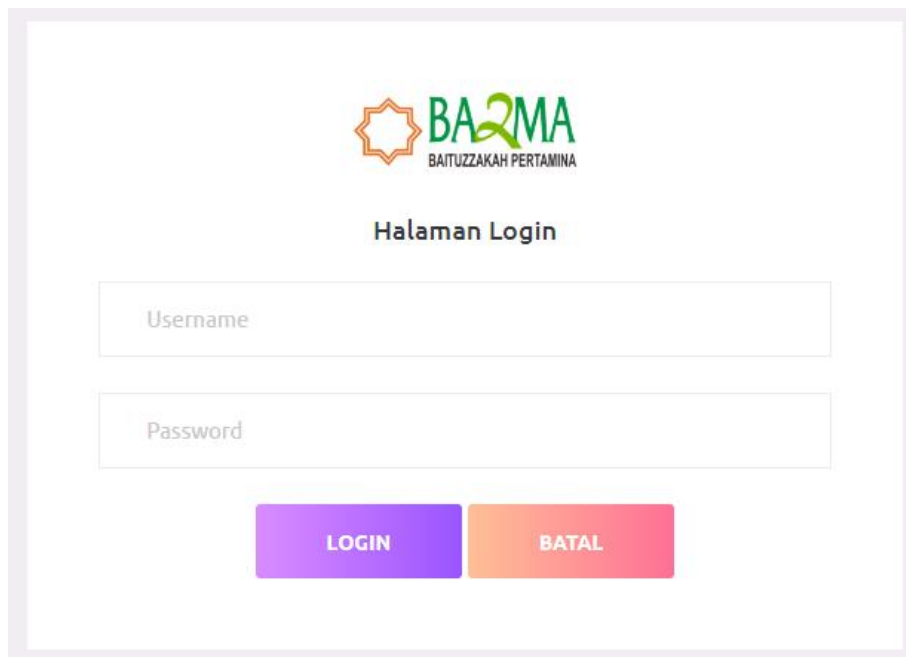 BAZMA
BAITUZZAKAH PERTAMINA
Halaman Login
Username
Password
LOGIN BATAL